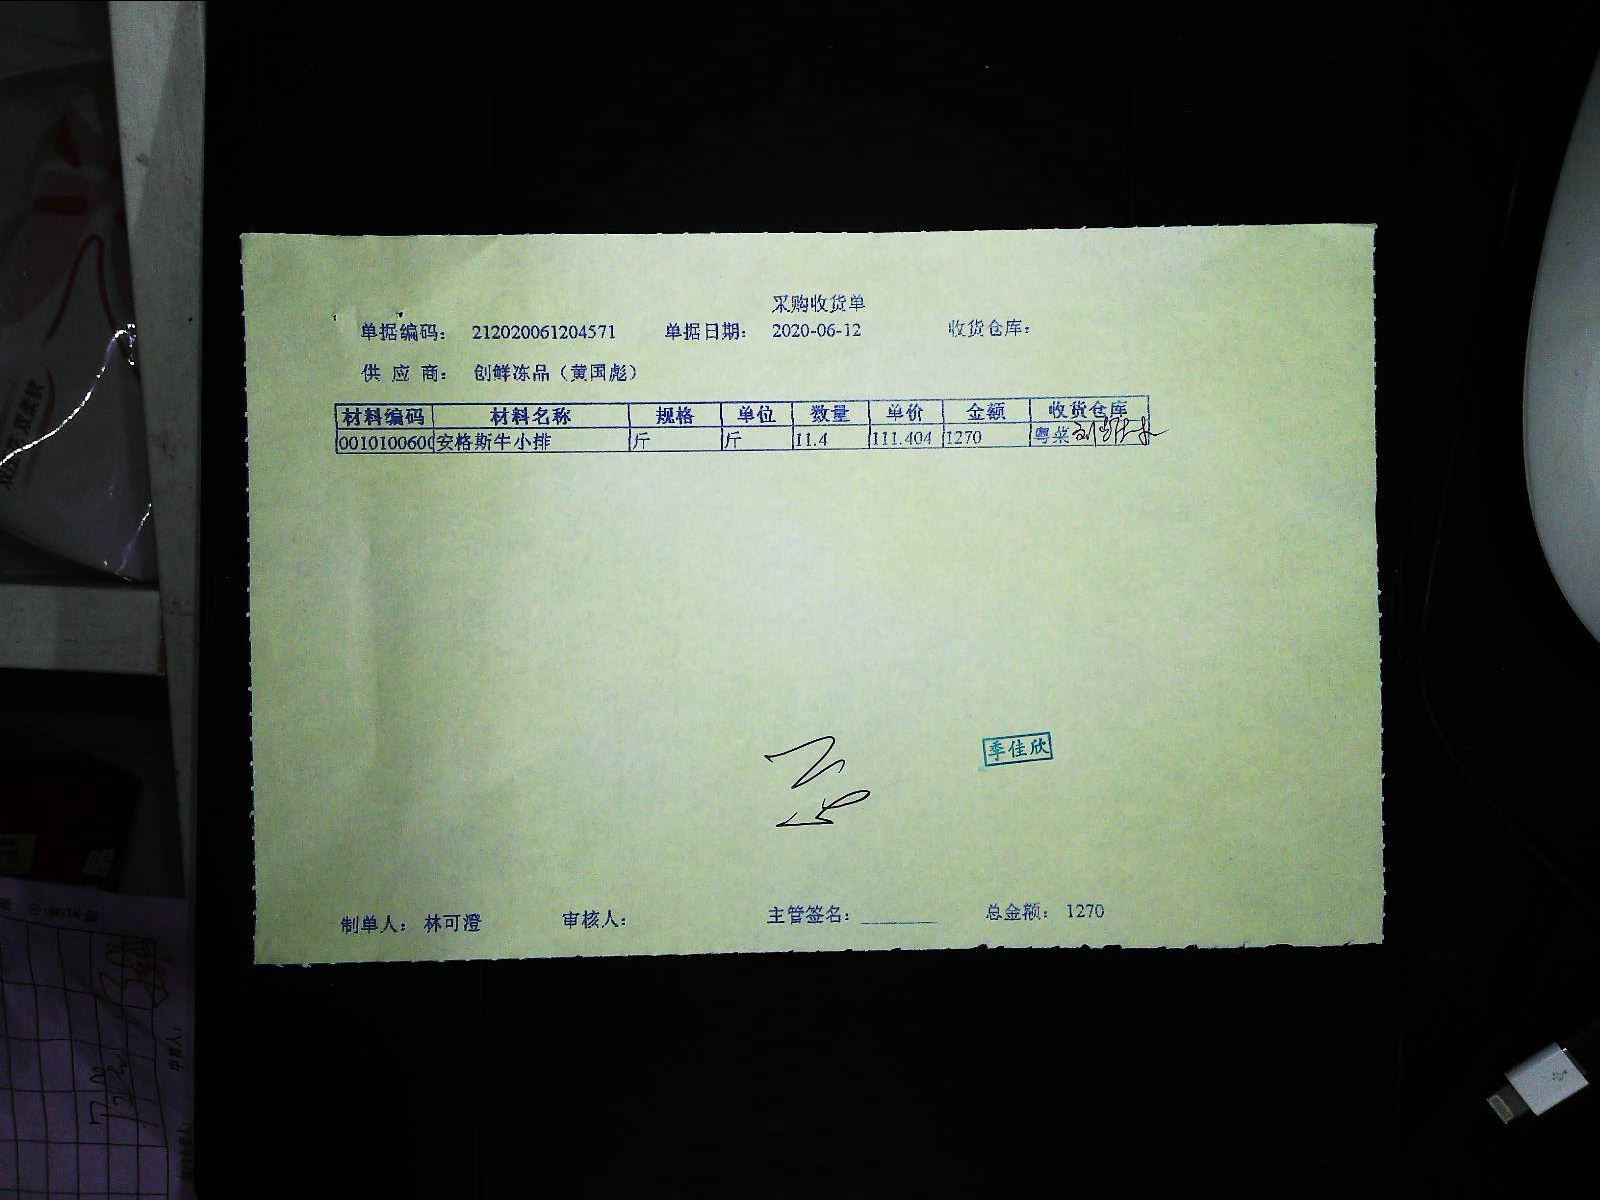 采购收货单
单据编码： 212020061204571 单据日期： 2020-06-12 收货仓库：
供 应 商： 创鲜冻品（黄国彪）
材料编码 材料名称 规格 单位 数量 单价 金额 收货仓库
0010100600 安格斯牛小排 斤 斤 11.4 111.404 1270 粤菜
李佳欣
制单人： 林可澄 审核人： 主管签名： 总金额： 1270